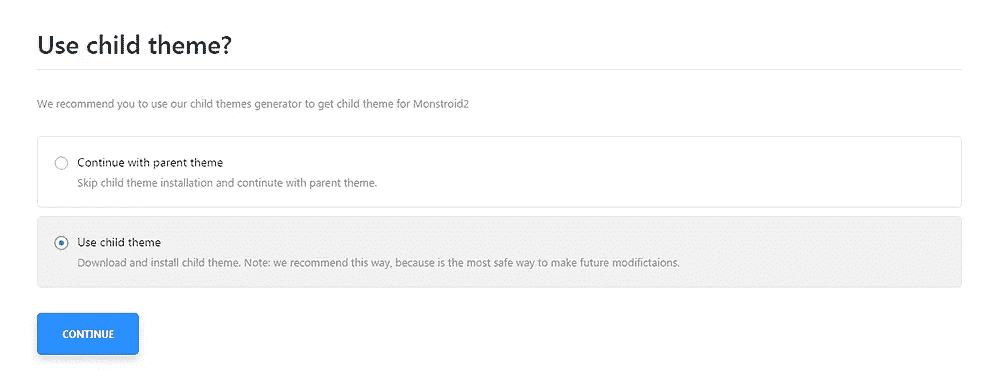 Use child theme?
We recommend you to use our child themes generator to get child theme for Monstroid2
Continue with parent theme
Skip child theme installation and continute with parent theme.
Use child theme
Download and install child theme. Note: we recommend this way, because is the most safe way to make future modifictaions.
CONTINUE